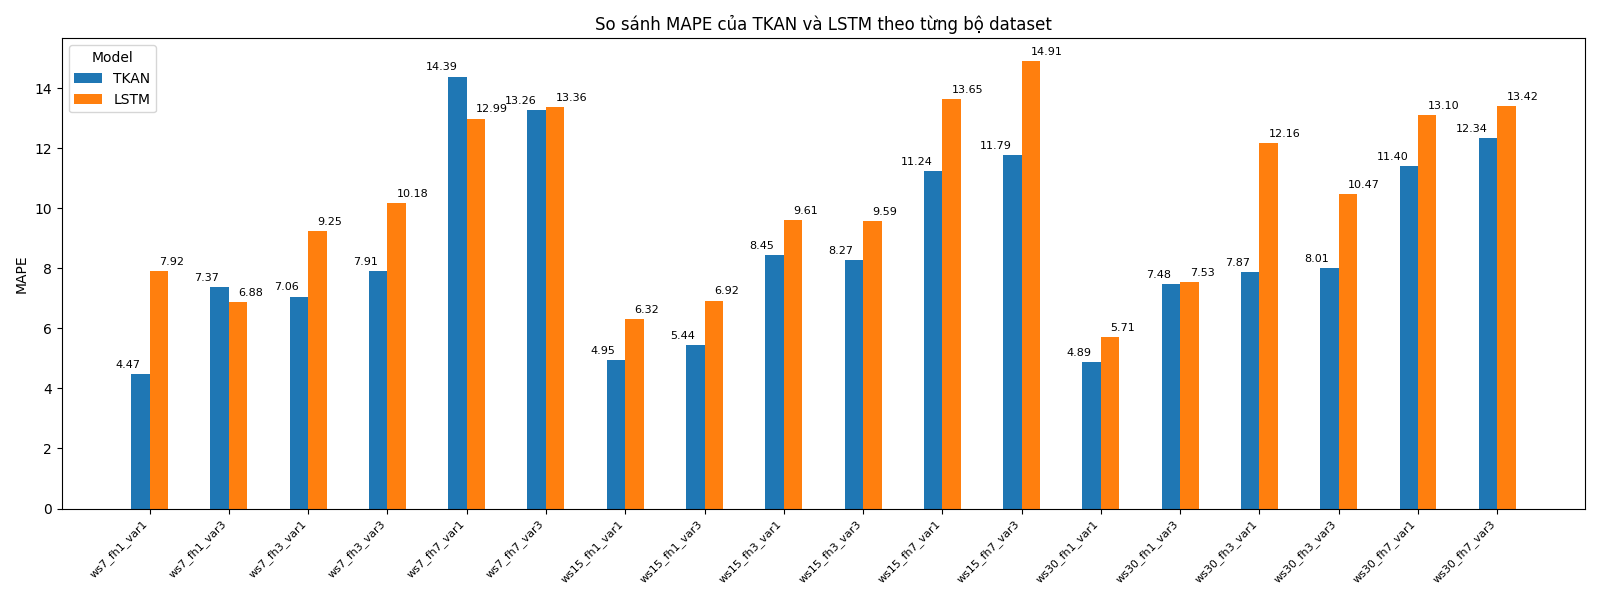 So sánh MAPE của TKAN và LSTM theo từng bộ dataset
Model
TKAN
LSTM
MAPE
14
12
10
8
6
4
2
0
4.47
7.92
7.37
6.88
7.06
9.25
7.91
10.18
14.39
12.99
13.26
13.36
4.95
6.32
5.44
6.92
8.45
9.61
8.27
9.59
11.24
13.65
11.79
14.91
4.89
5.71
7.48
7.53
7.87
12.16
8.01
10.47
11.40
13.10
12.34
13.42
ws7_fh1_var1
ws7_fh1_var3
ws7_fh3_var1
ws7_fh3_var3
ws7_fh7_var1
ws7_fh7_var3
ws15_fh1_var1
ws15_fh1_var3
ws15_fh3_var1
ws15_fh3_var3
ws15_fh7_var1
ws15_fh7_var3
ws30_fh1_var1
ws30_fh1_var3
ws30_fh3_var1
ws30_fh3_var3
ws30_fh7_var1
ws30_fh7_var3